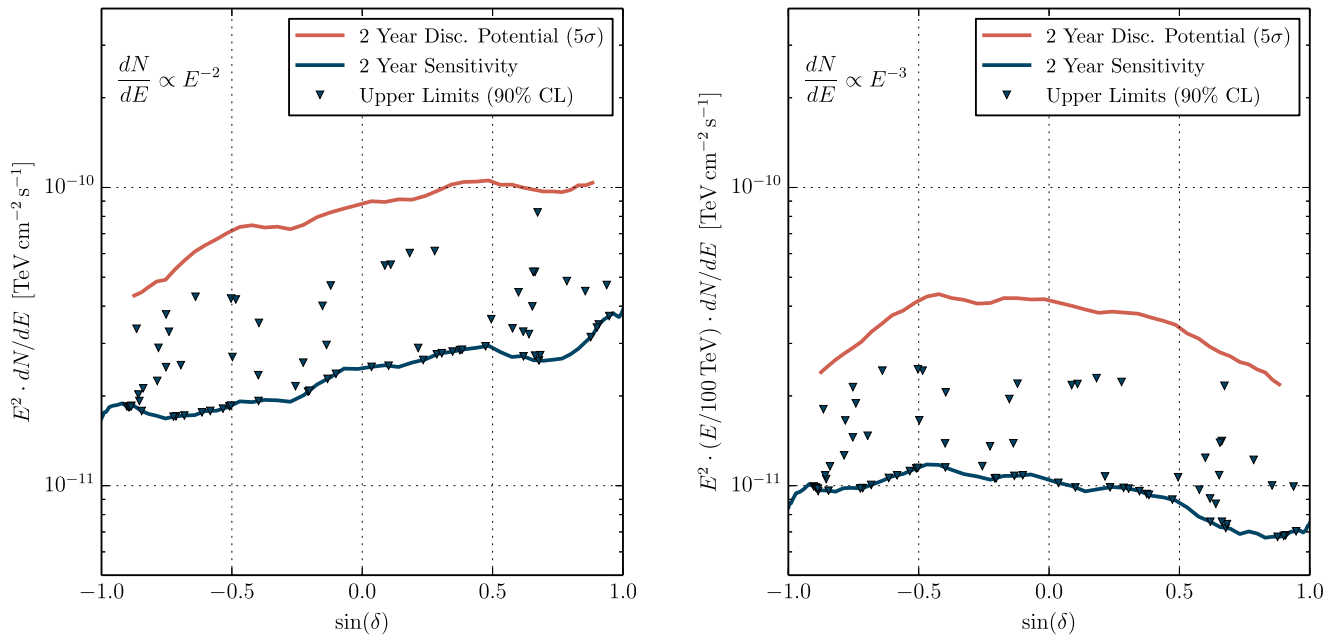 2 Year Disc. Potential (5σ)
2 Year Sensitivity
Upper Limits (90% CL)
dN/dE ∝ E⁻²
10⁻¹⁰
10⁻¹¹
E² · dN/dE [TeV cm⁻² s⁻¹]
−1.0 −0.5 0.0 0.5 1.0
sin(δ)
2 Year Disc. Potential (5σ)
2 Year Sensitivity
Upper Limits (90% CL)
dN/dE ∝ E⁻³
10⁻¹⁰
10⁻¹¹
E² · (E/100 TeV) · dN/dE [TeV cm⁻² s⁻¹]
−1.0 −0.5 0.0 0.5 1.0
sin(δ)